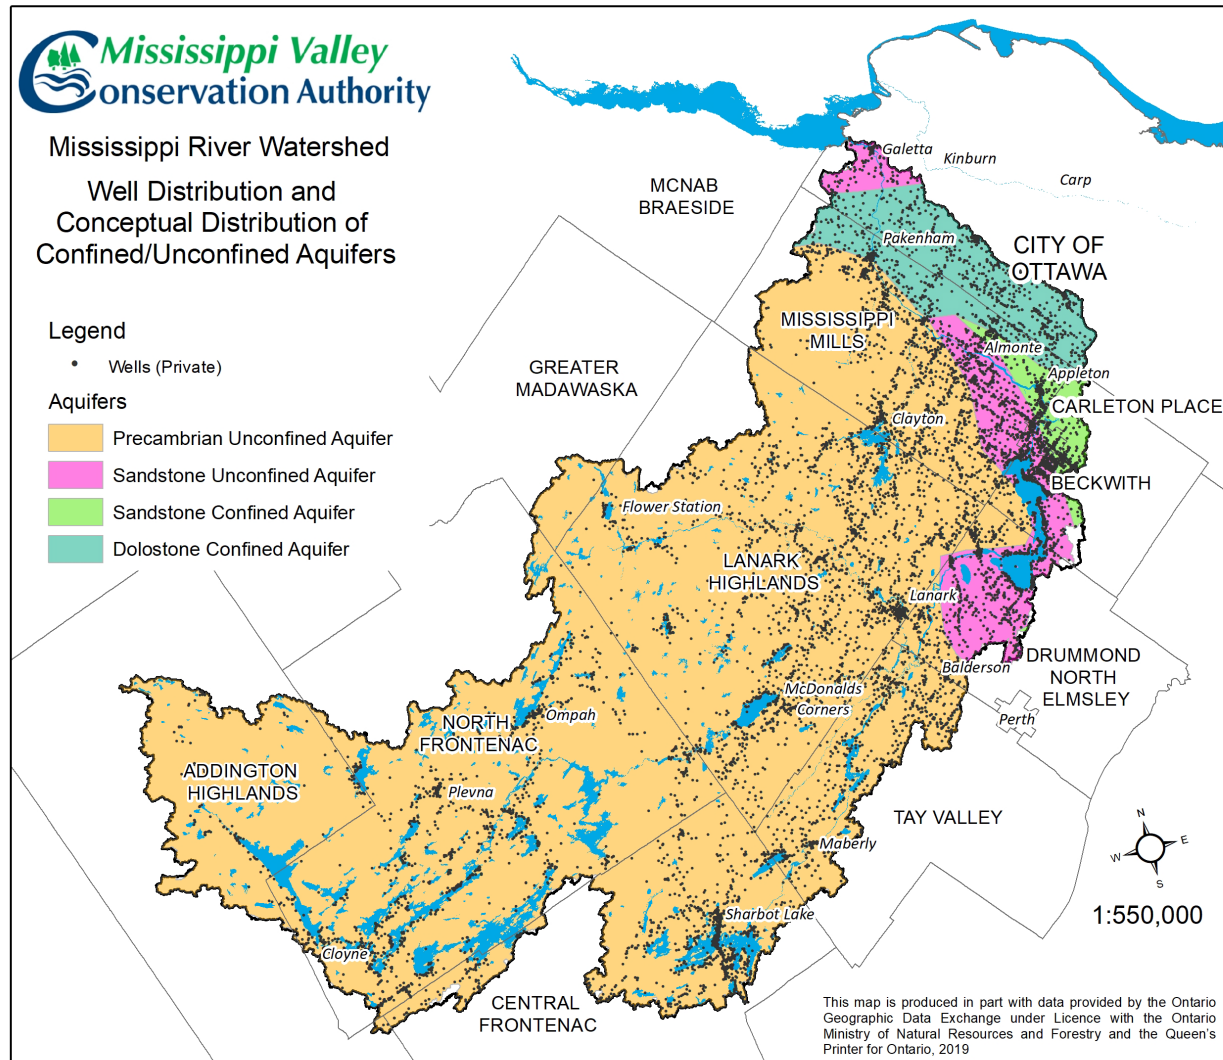 Mississippi Valley
Conservation Authority
Mississippi River Watershed
Well Distribution and
Conceptual Distribution of
Confined/Unconfined Aquifers
Legend
Wells (Private)
Aquifers
Precambrian Unconfined Aquifer
Sandstone Unconfined Aquifer
Sandstone Confined Aquifer
Dolostone Confined Aquifer
Galetta
Kinburn
Carp
MCNAB
BRAESIDE
Pakenham
CITY OF
OTTAWA
MISSISSIPPI
MILLS
Almonte
GREATER
MADAWASKA
Appleton
CARLETON PLACE
Clayton
BECKWITH
Flower Station
LANARK
HIGHLANDS
Lanark
Balderson
DRUMMOND
NORTH
ELMSLEY
McDonalds
Corners
Perth
Ompah
NORTH
FRONTENAC
ADDINGTON
HIGHLANDS
Plevna
TAY VALLEY
Maberly
Sharbot Lake
Cloyne
CENTRAL
FRONTENAC
N
E
W
S
1:550,000
This map is produced in part with data provided by the Ontario
Geographic Data Exchange under Licence with the Ontario
Ministry of Natural Resources and Forestry and the Queen's
Printer for Ontario, 2019